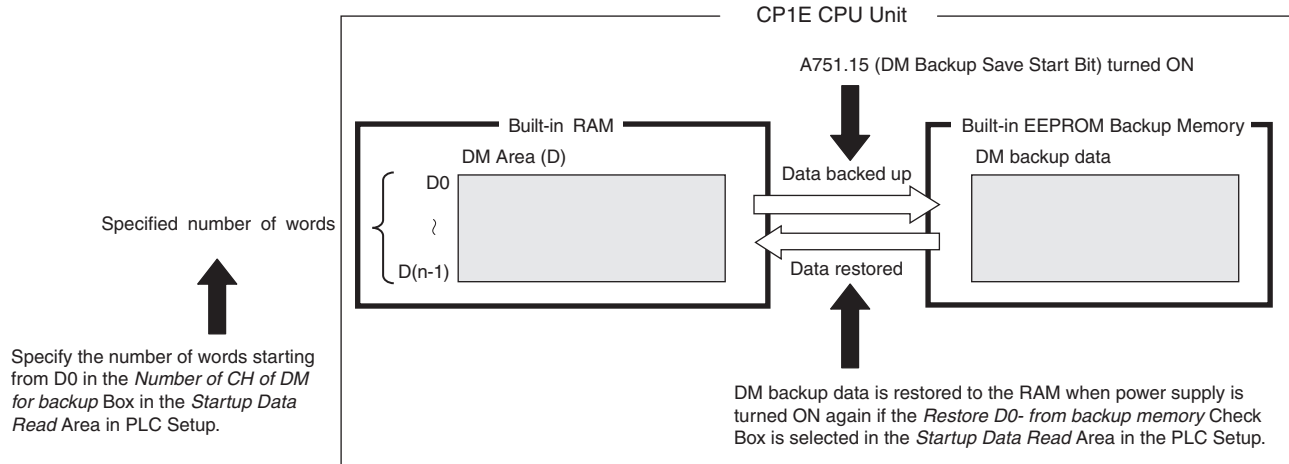 CP1E CPU Unit
A751.15 (DM Backup Save Start Bit) turned ON
Built-in RAM
Built-in EEPROM Backup Memory
DM Area (D)
DM backup data
D0
~
D(n-1)
Data backed up
Data restored
Specified number of words
Specify the number of words starting
from D0 in the Number of CH of DM
for backup Box in the Startup Data
Read Area in PLC Setup.
DM backup data is restored to the RAM when power supply is
turned ON again if the Restore D0- from backup memory Check
Box is selected in the Startup Data Read Area in the PLC Setup.